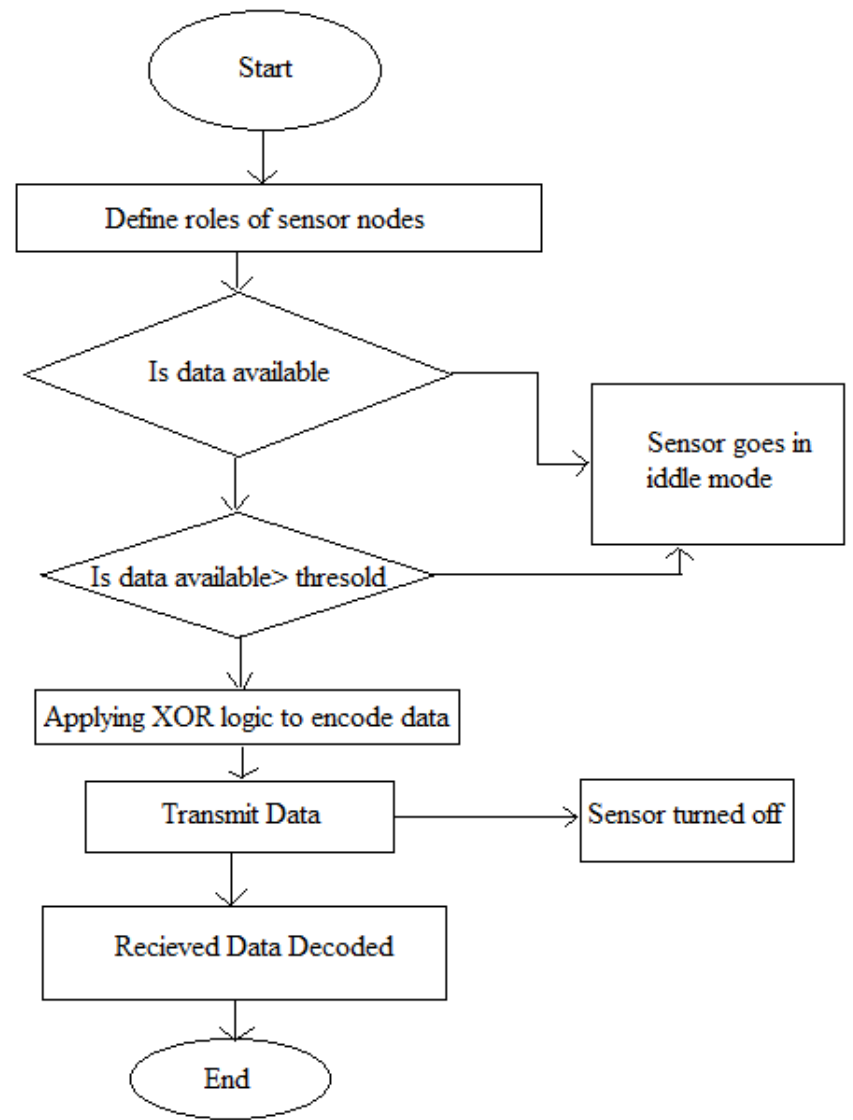 Start
Define roles of sensor nodes
Is data available
Sensor goes in
iddle mode
Is data available> thresold
Applying XOR logic to encode data
Transmit Data
Sensor turned off
Recieved Data Decoded
End